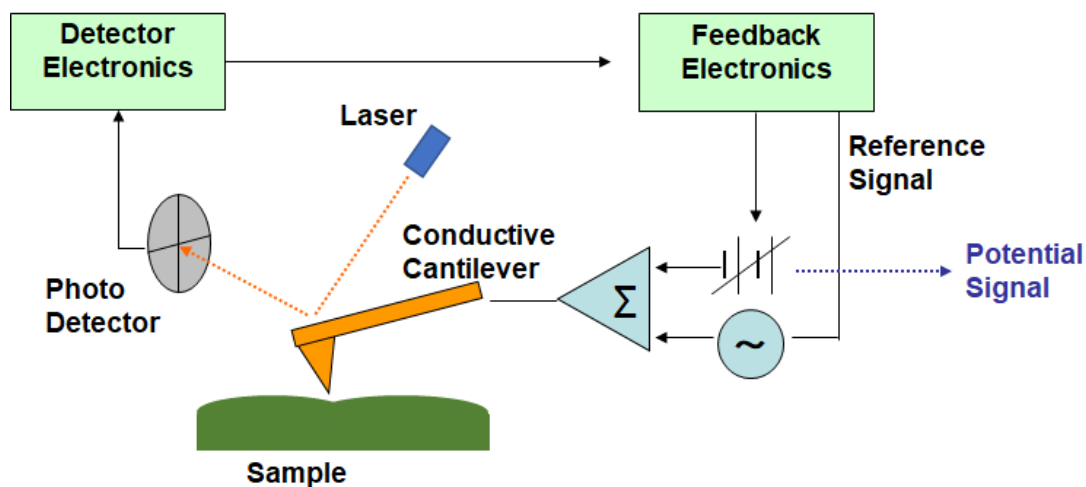 Detector
Electronics
Feedback
Electronics
Laser
Reference
Signal
Conductive
Cantilever
Potential
Signal
Photo
Detector
Σ
~
Sample